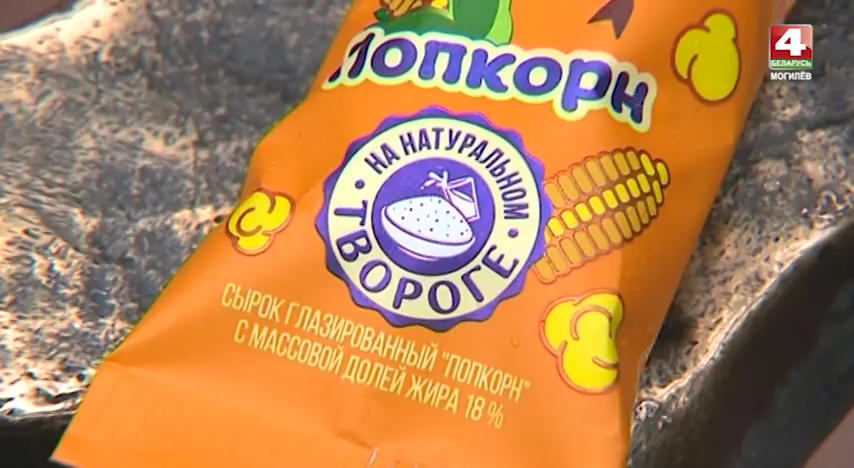 4
БЕЛАРУСЬ
МОГИЛЁВ
Попкорн
НА НАТУРАЛЬНОМ
ТВОРОГЕ
СЫРОК ГЛАЗИРОВАННЫЙ "ПОПКОРН"
С МАССОВОЙ ДОЛЕЙ ЖИРА 18 %